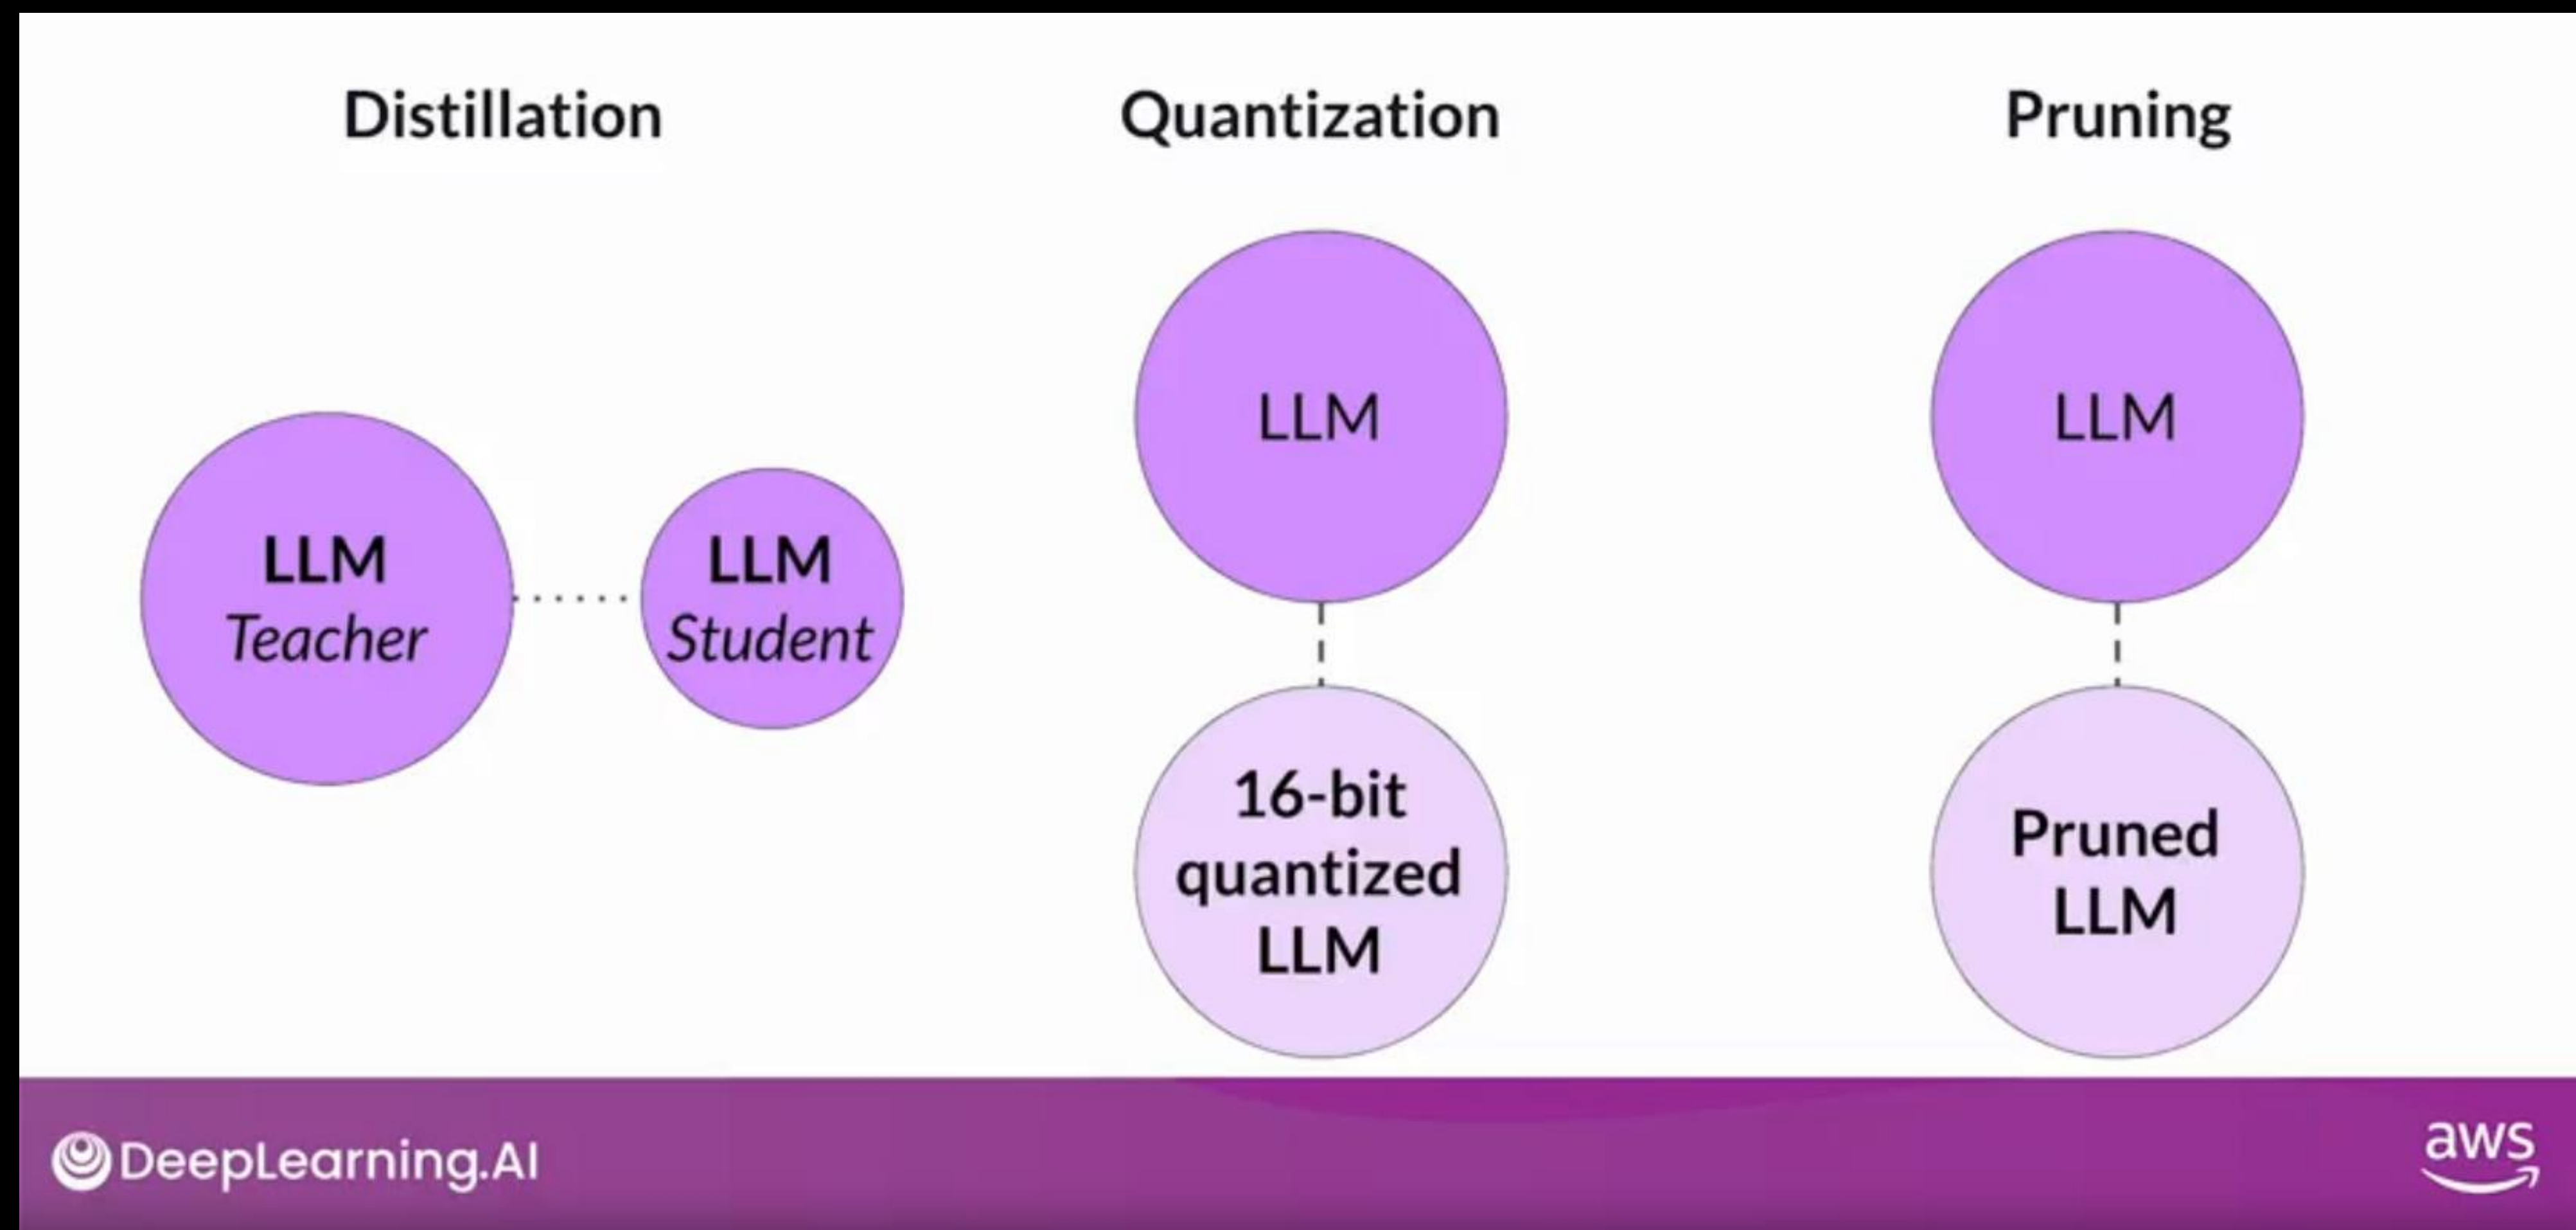 Distillation
Quantization
Pruning
LLM
Teacher
LLM
Student
LLM
16-bit
quantized
LLM
LLM
Pruned
LLM
DeepLearning.AI
aws